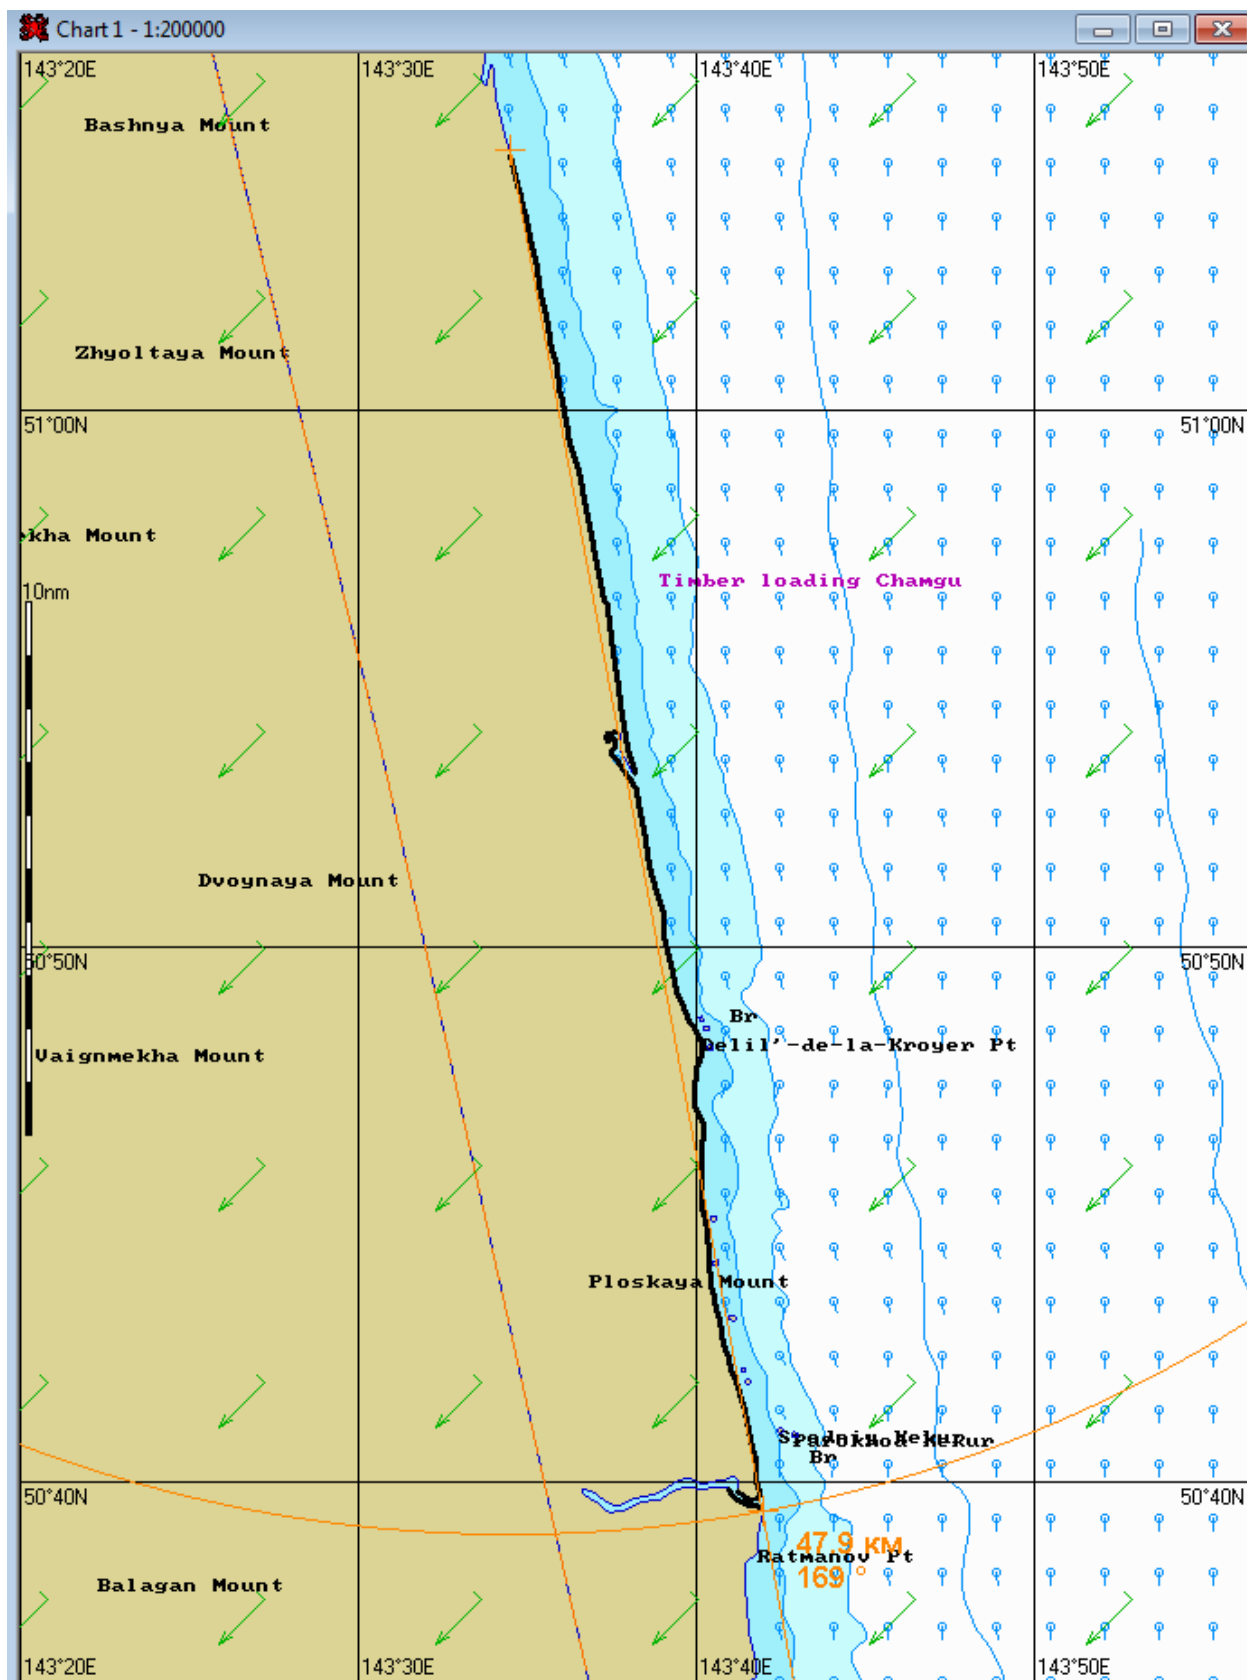 Chart 1 - 1:200000
143°20E 143°30E 143°40E 143°50E
Bashnya Mount
Zhyoltaya Mount
51°00N 51°00N
kha Mount
Timber loading Chamgu
10nm
Dvoynaya Mount
50°50N 50°50N
Br
Delil'-de-la-Kroyer Pt
Vaignmekha Mount
Ploskaya Mount
Kekur
Br
50°40N 50°40N
47.9 км
Ratmanov Pt
169 °
Balagan Mount
143°20E 143°30E 143°40E 143°50E